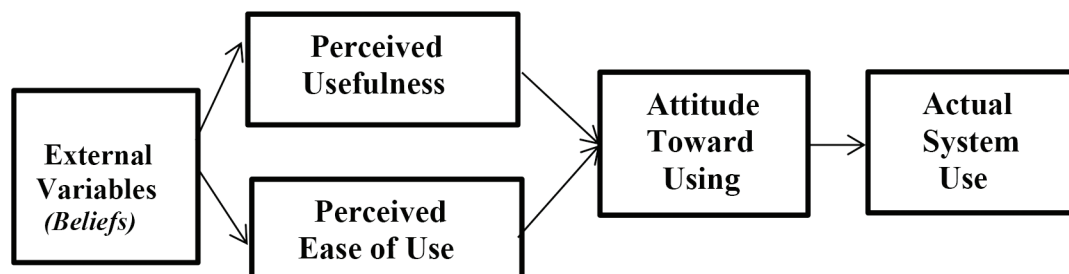 External
Variables
(Beliefs)
Perceived
Usefulness
Perceived
Ease of Use
Attitude
Toward
Using
Actual
System
Use